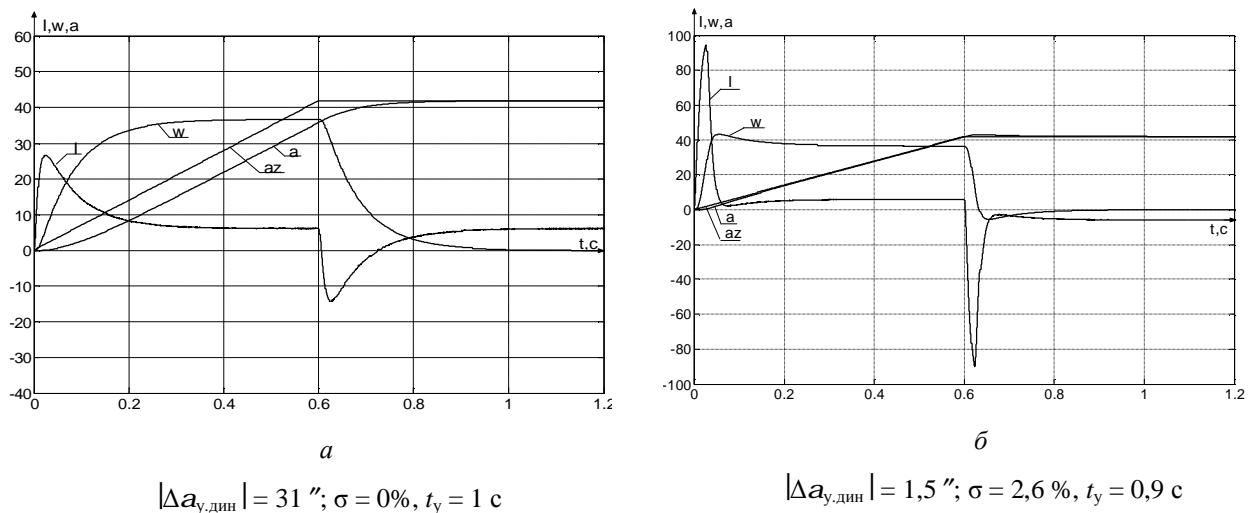 I,w,a
60
50
40
30
20
10
0
-10
-20
-30
-40
I
w
a
az
t,c
0 0.2 0.4 0.6 0.8 1 1.2
а
|Δa у.дин | = 31 ″; σ = 0%, tу = 1 с
I,w,a
100
80
60
40
20
0
-20
-40
-60
-80
-100
I
w
a
az
t,c
0 0.2 0.4 0.6 0.8 1 1.2
б
|Δa у.дин | = 1,5 ″; σ = 2,6 %, tу = 0,9 с